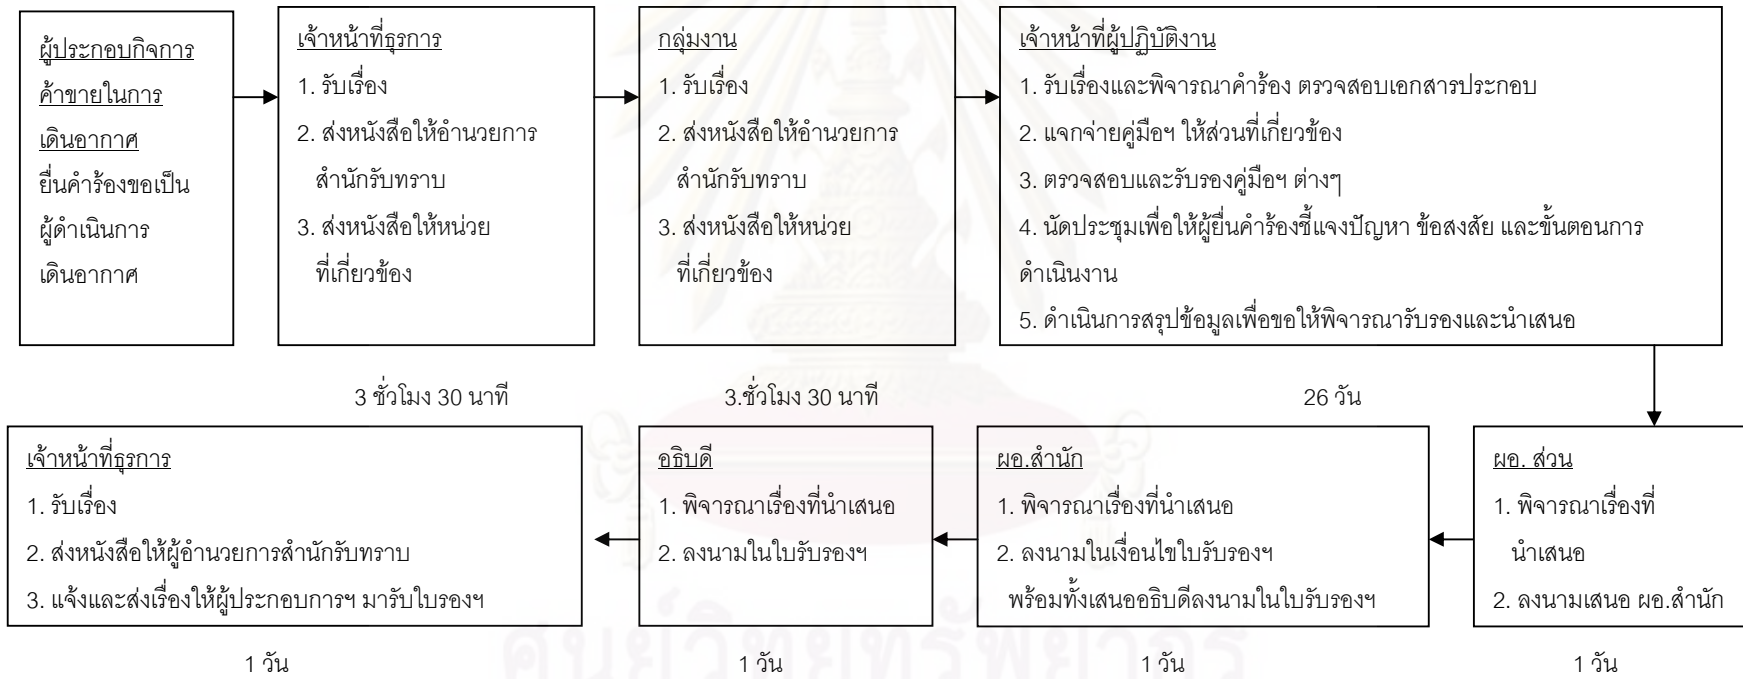 ผู้ประกอบกิจการ
ค้าขายในการ
เดินอากาศ
ยื่นคำร้องขอเป็น
ผู้ดำเนินการ
เดินอากาศ
เจ้าหน้าที่ธุรการ
1. รับเรื่อง
2. ส่งหนังสือให้อำนวยการ
สำนักรับทราบ
3. ส่งหนังสือให้หน่วย
ที่เกี่ยวข้อง
กลุ่มงาน
1. รับเรื่อง
2. ส่งหนังสือให้อำนวยการ
สำนักรับทราบ
3. ส่งหนังสือให้หน่วย
ที่เกี่ยวข้อง
เจ้าหน้าที่ผู้ปฏิบัติงาน
1. รับเรื่องและพิจารณาคำร้อง ตรวจสอบเอกสารประกอบ
2. แจกจ่ายคู่มือฯ ให้ส่วนที่เกี่ยวข้อง
3. ตรวจสอบและรับรองคู่มือฯ ต่างๆ
4. นัดประชุมเพื่อให้ผู้ยื่นคำร้องชี้แจงปัญหา ข้อสงสัย และขั้นตอนการ
ดำเนินงาน
5. ดำเนินการสรุปข้อมูลเพื่อขอให้พิจารณารับรองและนำเสนอ
3 ชั่วโมง 30 นาที
3.ชั่วโมง 30 นาที
26 วัน
เจ้าหน้าที่ธุรการ
1. รับเรื่อง
2. ส่งหนังสือให้ผู้อำนวยการสำนักรับทราบ
3. แจ้งและส่งเรื่องให้ผู้ประกอบการฯ มารับใบรองฯ
อธิบดี
1. พิจารณาเรื่องที่นำเสนอ
2. ลงนามในใบรับรองฯ
ผอ.สำนัก
1. พิจารณาเรื่องที่นำเสนอ
2. ลงนามในเงื่อนไขใบรับรองฯ
พร้อมทั้งเสนออธิบดีลงนามในใบรับรองฯ
ผอ. ส่วน
1. พิจารณาเรื่องที่
นำเสนอ
2. ลงนามเสนอ ผอ.สำนัก
1 วัน
1 วัน
1 วัน
1 วัน
ศูนย์วิทยทรัพยากร